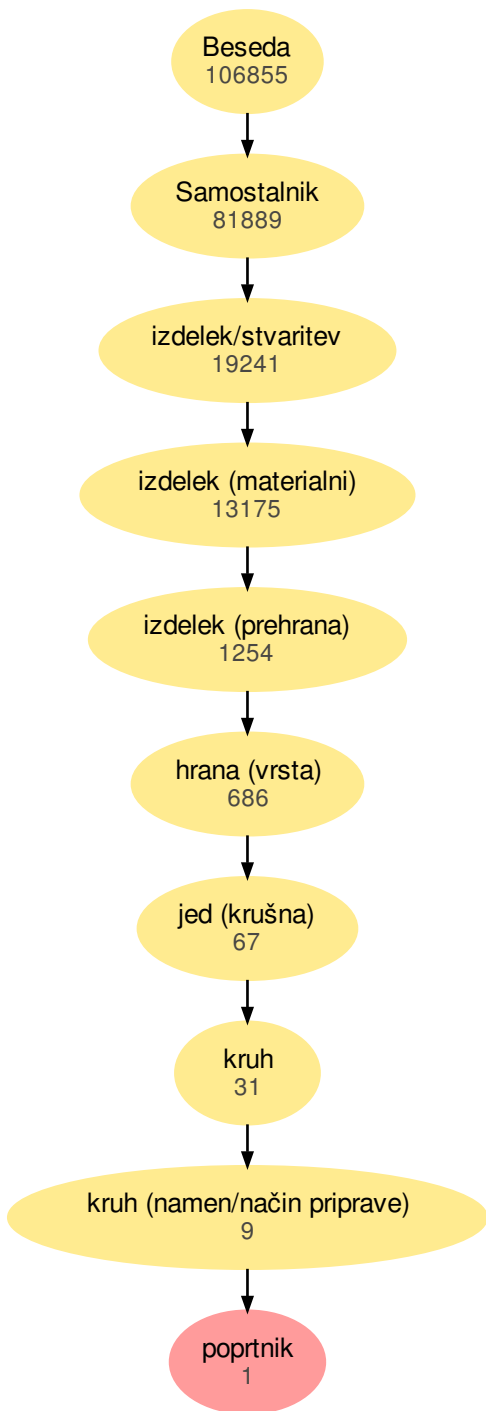 Beseda
106855
Samostalnik
81889
izdelek/stvaritev
19241
izdelek (materialni)
13175
izdelek (prehrana)
1254
hrana (vrsta)
686
jed (krušna)
67
kruh
31
kruh (namen/način priprave)
9
poprtnik
1